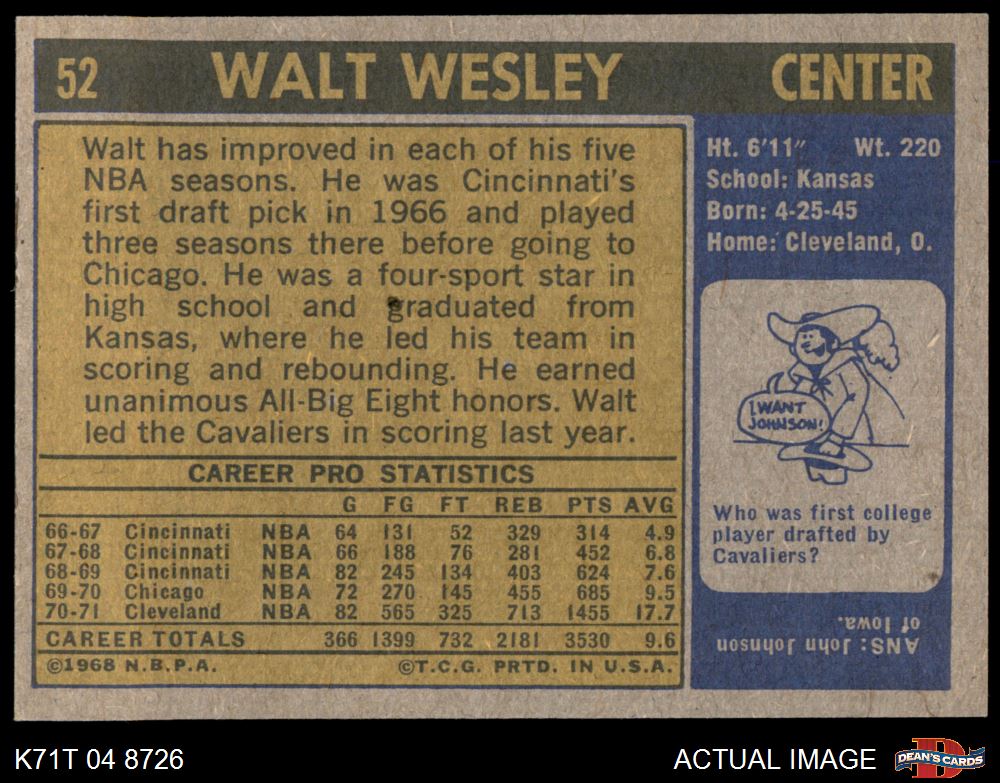 52 WALT WESLEY CENTER
Walt has improved in each of his five
NBA seasons. He was Cincinnati's
first draft pick in 1966 and played
three seasons there before going to
Chicago. He was a four-sport star in
high school and graduated from
Kansas, where he led his team in
scoring and rebounding. He earned
unanimous All-Big Eight honors. Walt
led the Cavaliers in scoring last year.
CAREER PRO STATISTICS
G FG FT REB PTS AVG
66-67 Cincinnati NBA 64 131 52 329 314 4.9
67-68 Cincinnati NBA 66 188 76 281 452 6.8
68-69 Cincinnati NBA 82 245 134 403 624 7.6
69-70 Chicago NBA 72 270 145 455 685 9.5
70-71 Cleveland NBA 82 565 325 713 1455 17.7
CAREER TOTALS 366 1399 732 2181 3530 9.6
©1968 N.B.P.A. ©T.C.G. PRTD. IN U.S.A.
Ht. 6'11" Wt. 220
School: Kansas
Born: 4-25-45
Home: Cleveland, O.
I WANT
JOHNSON!
Who was first college
player drafted by
Cavaliers?
ANS: John Johnson
of Iowa.
K71T 04 8726 ACTUAL IMAGE
D
DEAN'S CARDS